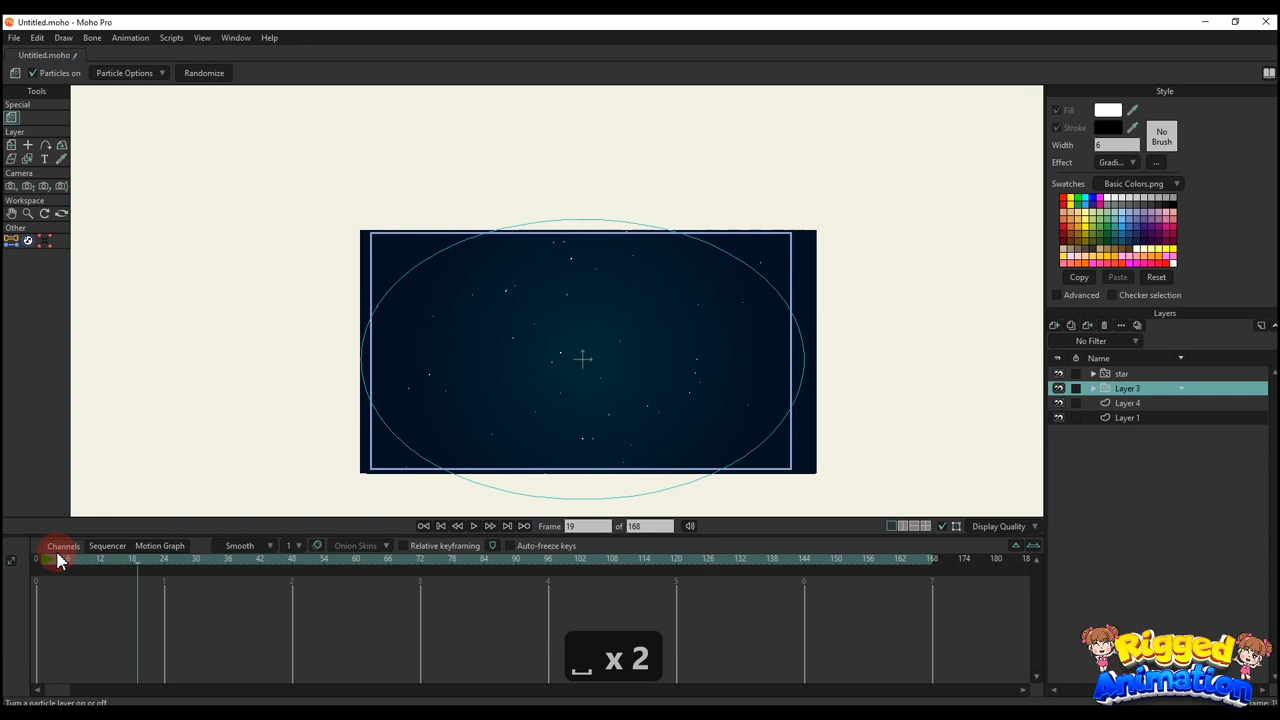 Untitled.moho - Moho Pro
File Edit Draw Bone Animation Scripts View Window Help
Untitled.moho
Particles on Particle Options Randomize
Tools
Special
Layer
Camera
Workspace
Other
Style
Fill
Stroke
No Brush
Width 6
Effect Gradi... ...
Swatches Basic Colors.png
Copy Paste Reset
Advanced Checker selection
Layers
No Filter
Name
star
Layer 3
Layer 4
Layer 1
Frame 19 of 168 Display Quality
Channels Sequencer Motion Graph Smooth 1 Onion Skins Relative keyframing Auto-freeze keys
0 6 12 18 24 30 36 42 48 54 60 66 72 78 84 90 96 102 108 114 120 126 132 138 144 150 156 162 168 174 180 18
0 1 2 3 4 5 6 7
x 2
Turn a particle layer on or off
Rigged
Animation